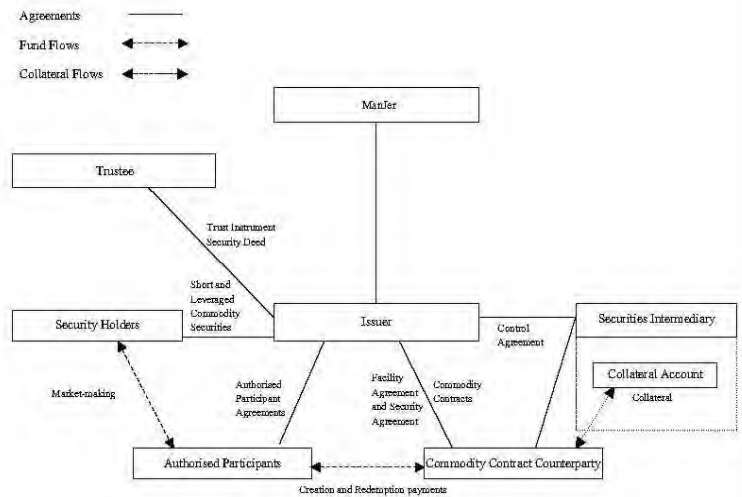 Agreements
Fund Flows
Collateral Flows
ManJer
Trustee
Trust Instrument
Security Deed
Short and
Leveraged
Commodity
Securities
Security Holders
Issuer
Securities Intermediary
Control
Agreement
Collateral Account
Collateral
Market-making
Authorised
Participant
Agreements
Facility
Agreement
and Security
Agreement
Commodity
Contracts
Authorised Participants
Commodity Contract Counterparty
Creation and Redemption payments